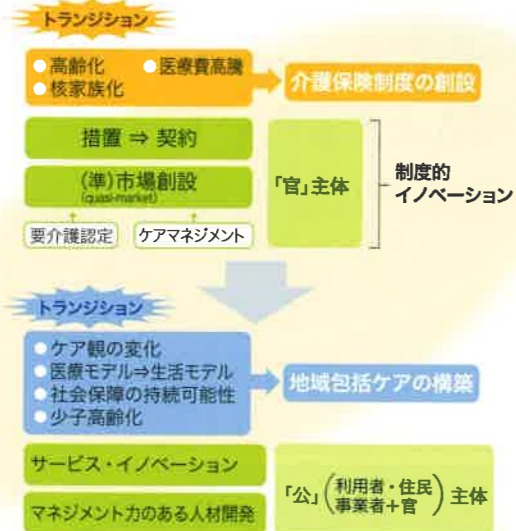 トランジション
●高齢化 ●医療費高騰
●核家族化
介護保険制度の創設
措置 ⇒ 契約
(準)市場創設
(quasi-market)
要介護認定
ケアマネジメント
「官」主体
制度的
イノベーション
トランジション
●ケア観の変化
●医療モデル⇒生活モデル
●社会保障の持続可能性
●少子高齢化
地域包括ケアの構築
サービス・イノベーション
マネジメント力のある人材開発
「公」(利用者・住民
事業者+官)主体